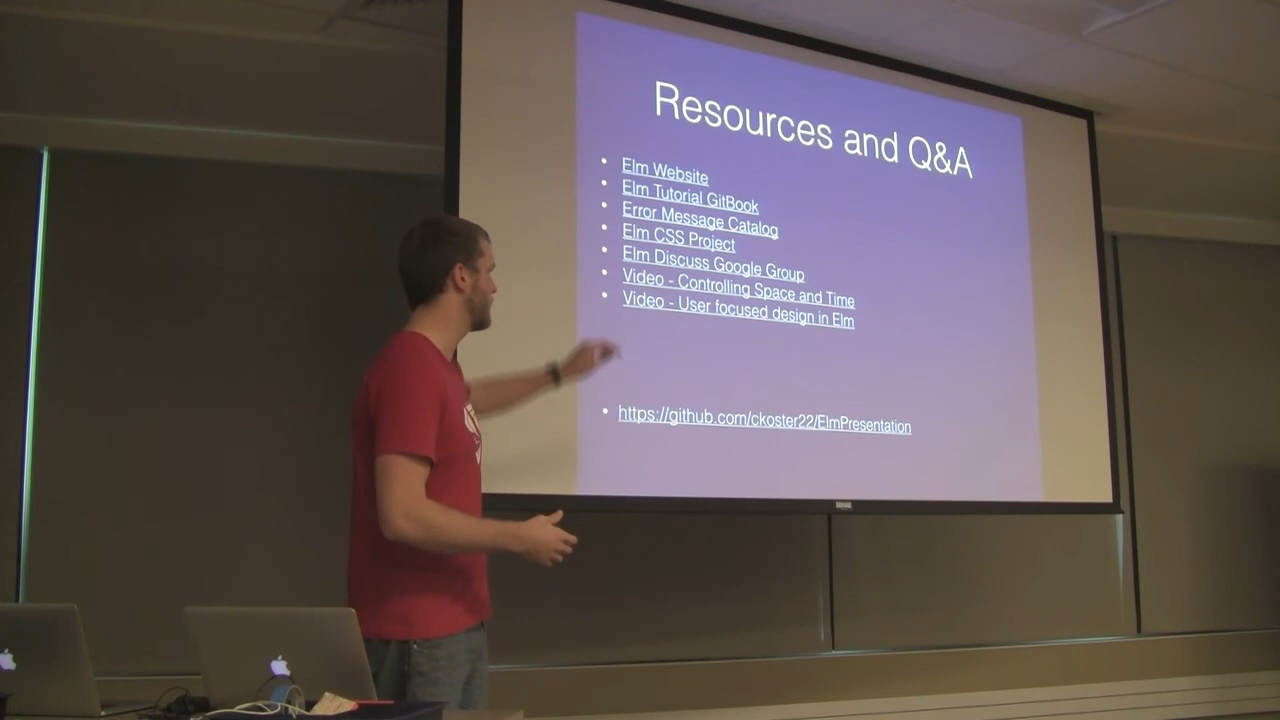 Resources and Q&A
• Elm Website
• Elm Tutorial GitBook
• Error Message Catalog
• Elm CSS Project
• Elm Discuss Google Group
• Video - Controlling Space and Time
• Video - User focused design in Elm
• https://github.com/ckoster22/ElmPresentation